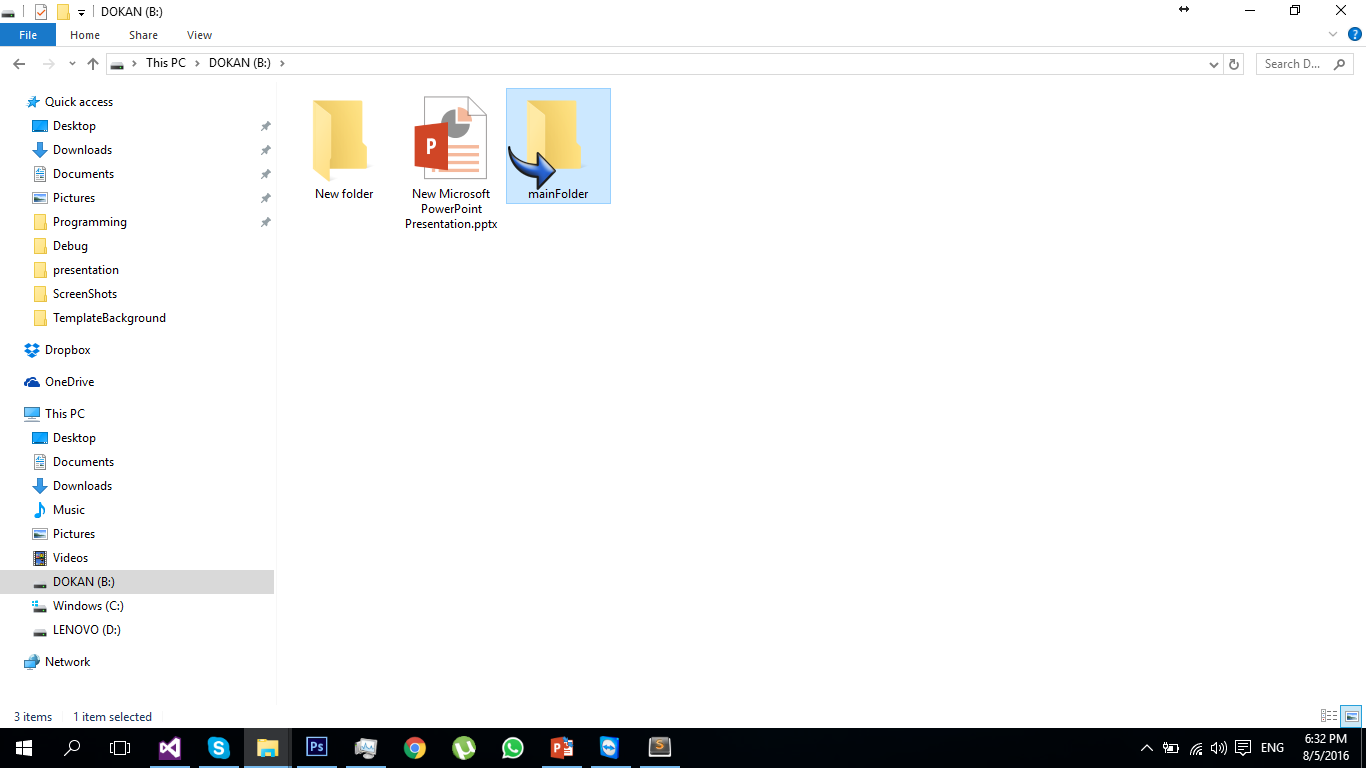 DOKAN (B:)
File Home Share View
This PC DOKAN (B:)
Search D...
Quick access
Desktop
Downloads
Documents
Pictures
Programming
Debug
presentation
ScreenShots
TemplateBackground
Dropbox
OneDrive
This PC
Desktop
Documents
Downloads
Music
Pictures
Videos
DOKAN (B:)
Windows (C:)
LENOVO (D:)
Network
New folder
P
New Microsoft
PowerPoint
Presentation.pptx
mainFolder
3 items 1 item selected
Ps
S
ENG
6:32 PM
8/5/2016